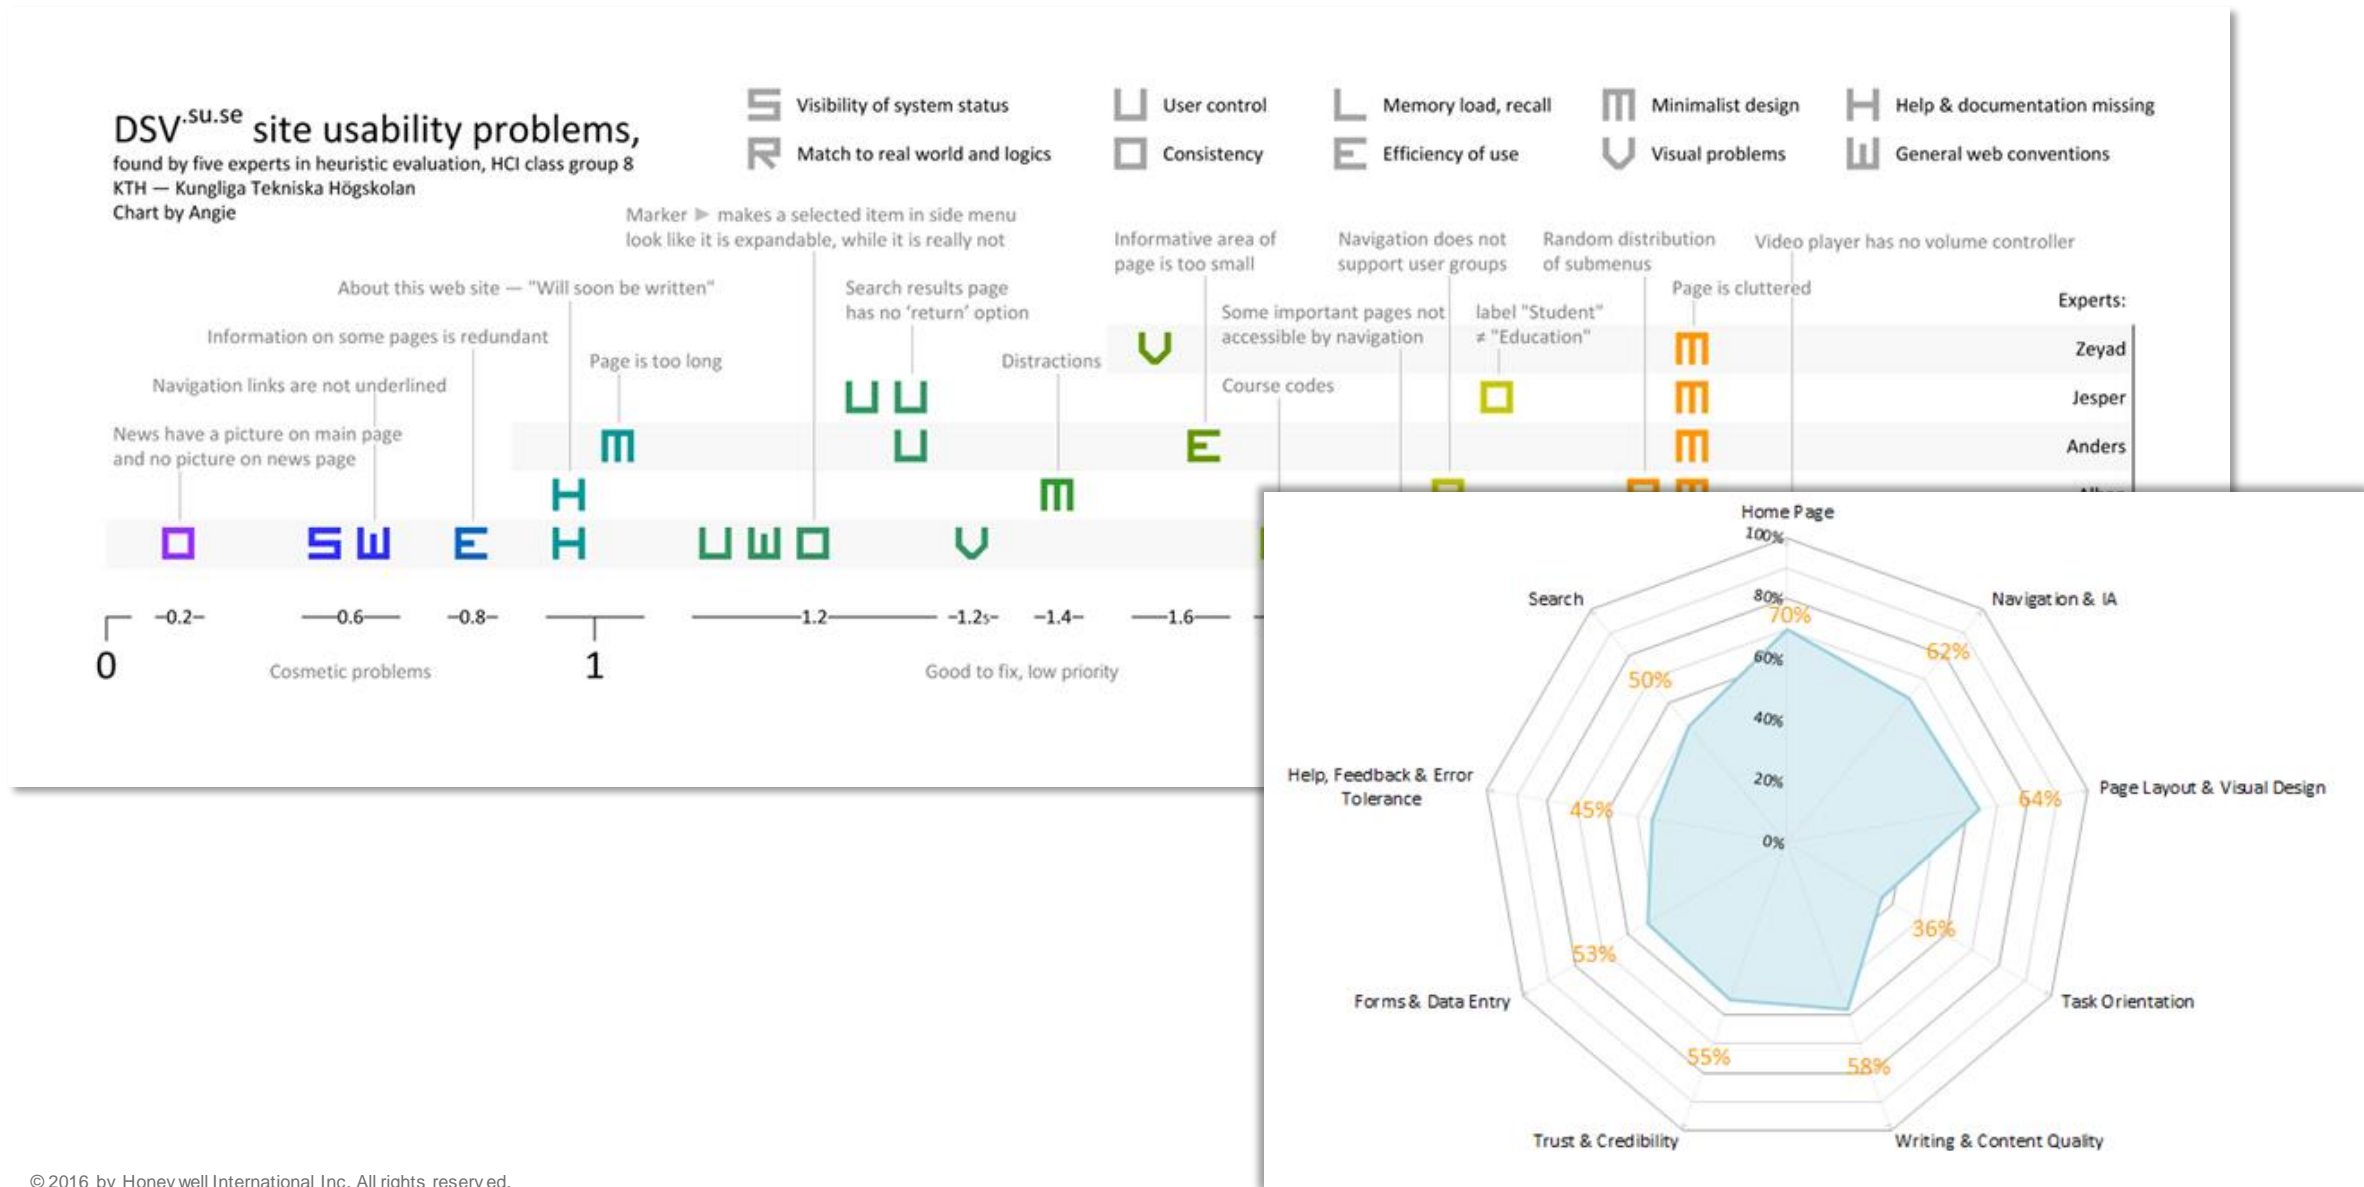 DSV.su.se site usability problems,
found by five experts in heuristic evaluation, HCI class group 8
KTH — Kungliga Tekniska Högskolan
Chart by Angie
S Visibility of system status
R Match to real world and logics
U User control
O Consistency
L Memory load, recall
E Efficiency of use
M Minimalist design
V Visual problems
H Help & documentation missing
W General web conventions
Marker ▶ makes a selected item in side menu
look like it is expandable, while it is really not
Informative area of
page is too small
Navigation does not
support user groups
Random distribution
of submenus
Video player has no volume controller
About this web site — "Will soon be written"
Search results page
has no 'return' option
Some important pages not
accessible by navigation
label "Student"
≠ "Education"
Page is cluttered
Experts:
Information on some pages is redundant
Page is too long
Distractions
Course codes
Navigation links are not underlined
News have a picture on main page
and no picture on news page
V M Zeyad
U U O M Jesper
M U E M Anders
H M
O S W E H U W O V
0.2 0.6 0.8 1.2 1.25 1.4 1.6
0 1
Cosmetic problems Good to fix, low priority
Home Page
100%
80%
60%
40%
20%
0%
Navigation & IA
Page Layout & Visual Design
Task Orientation
Writing & Content Quality
Trust & Credibility
Forms & Data Entry
Help, Feedback & Error
Tolerance
Search
70%
62%
64%
36%
58%
55%
53%
45%
50%
© 2016 by Honeywell International Inc. All rights reserved.